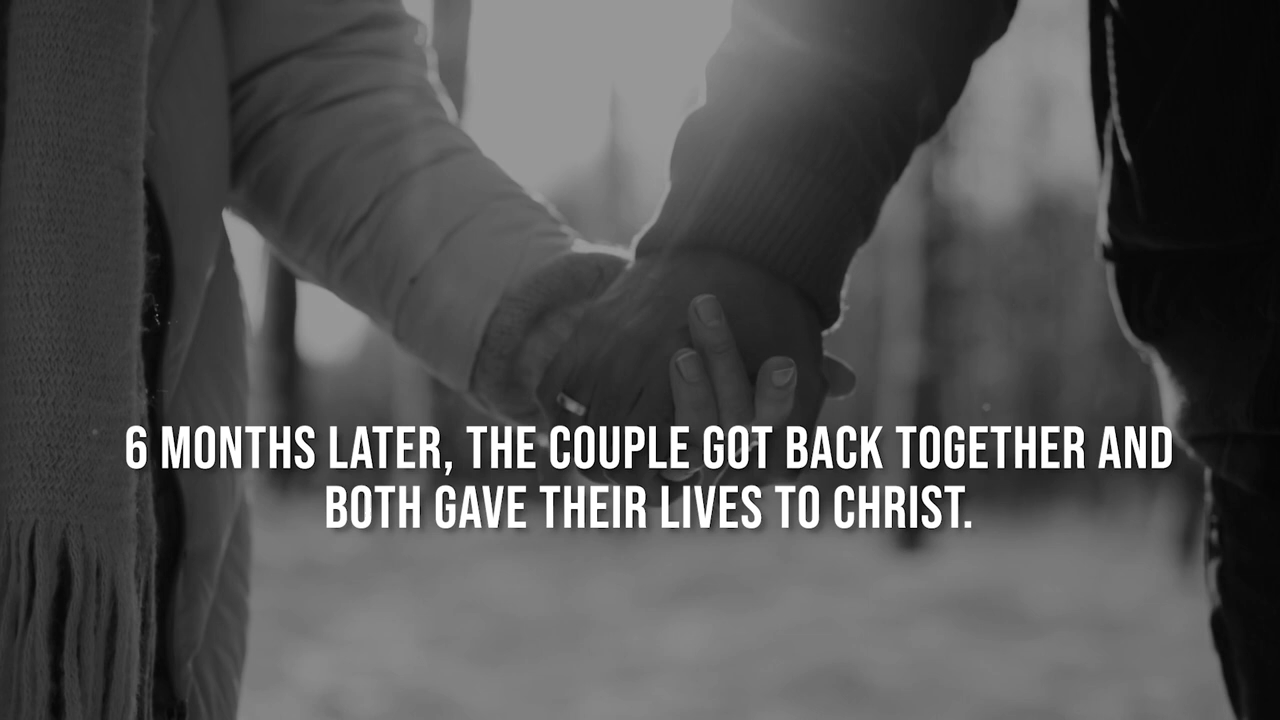 6 MONTHS LATER, THE COUPLE GOT BACK TOGETHER AND
BOTH GAVE THEIR LIVES TO CHRIST.